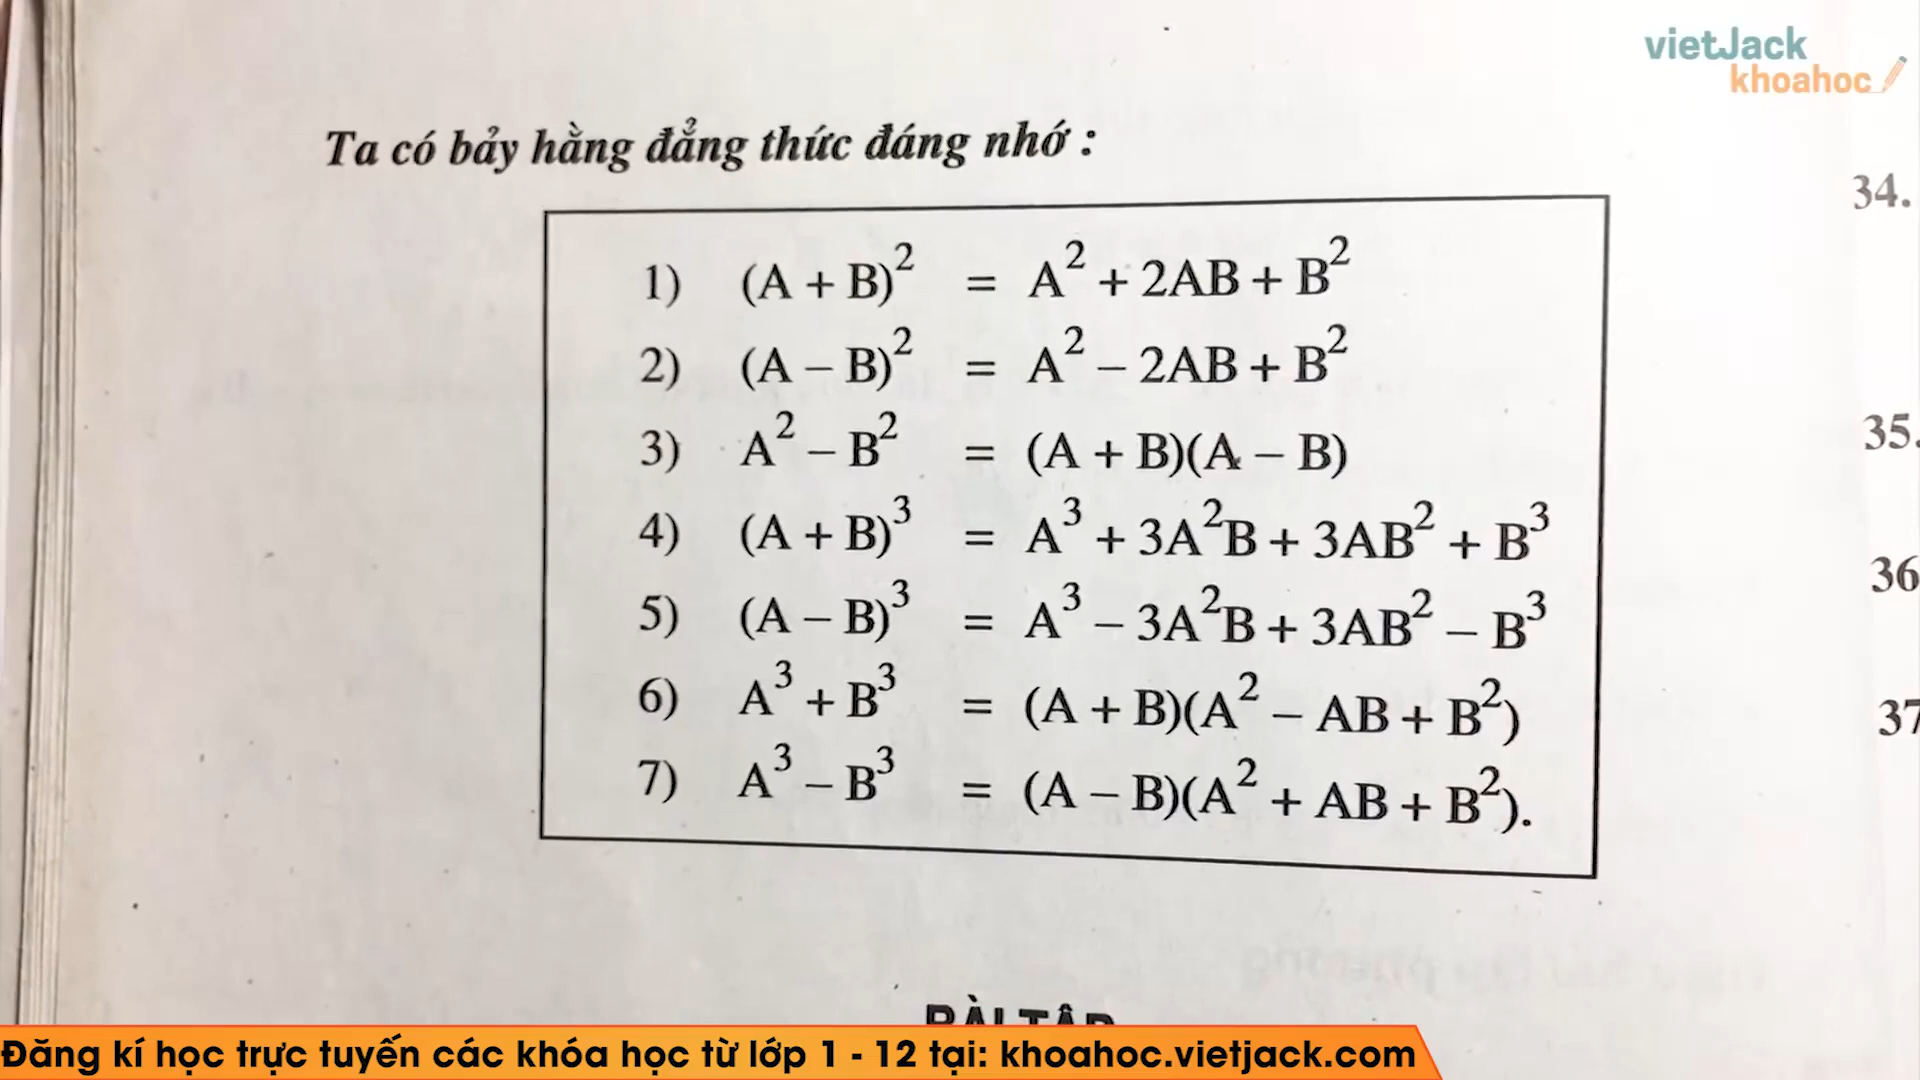 vietJack
khoahoc
Ta có bảy hằng đẳng thức đáng nhớ :
34.
1) (A + B)² = A² + 2AB + B²
2) (A – B)² = A² – 2AB + B²
3) A² – B² = (A + B)(A – B)
35.
4) (A + B)³ = A³ + 3A²B + 3AB² + B³
36
5) (A – B)³ = A³ – 3A²B + 3AB² – B³
6) A³ + B³ = (A + B)(A² – AB + B²)
37
7) A³ – B³ = (A – B)(A² + AB + B²).
BÀI TẬP
Đăng kí học trực tuyến các khóa học từ lớp 1 - 12 tại: khoahoc.vietjack.com